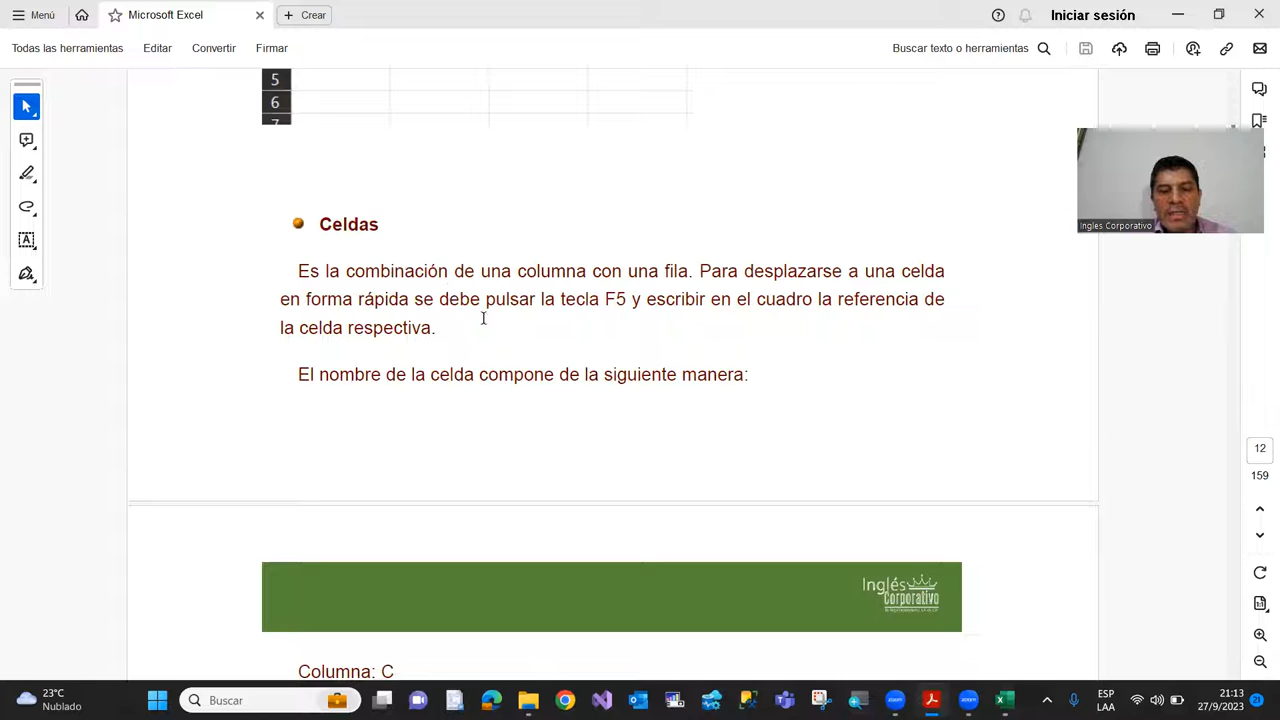 Menú
Microsoft Excel
Crear
Iniciar sesión
Todas las herramientas
Editar
Convertir
Firmar
Buscar texto o herramientas
5
6
7
Ingles Corporativo
Celdas
Es la combinación de una columna con una fila. Para desplazarse a una celda
en forma rápida se debe pulsar la tecla F5 y escribir en el cuadro la referencia de
la celda respectiva.
El nombre de la celda compone de la siguiente manera:
12
159
Inglés
Corporativo
Columna: C
23°C
Nublado
Buscar
zoom
zoom
ESP
LAA
21:13
27/9/2023